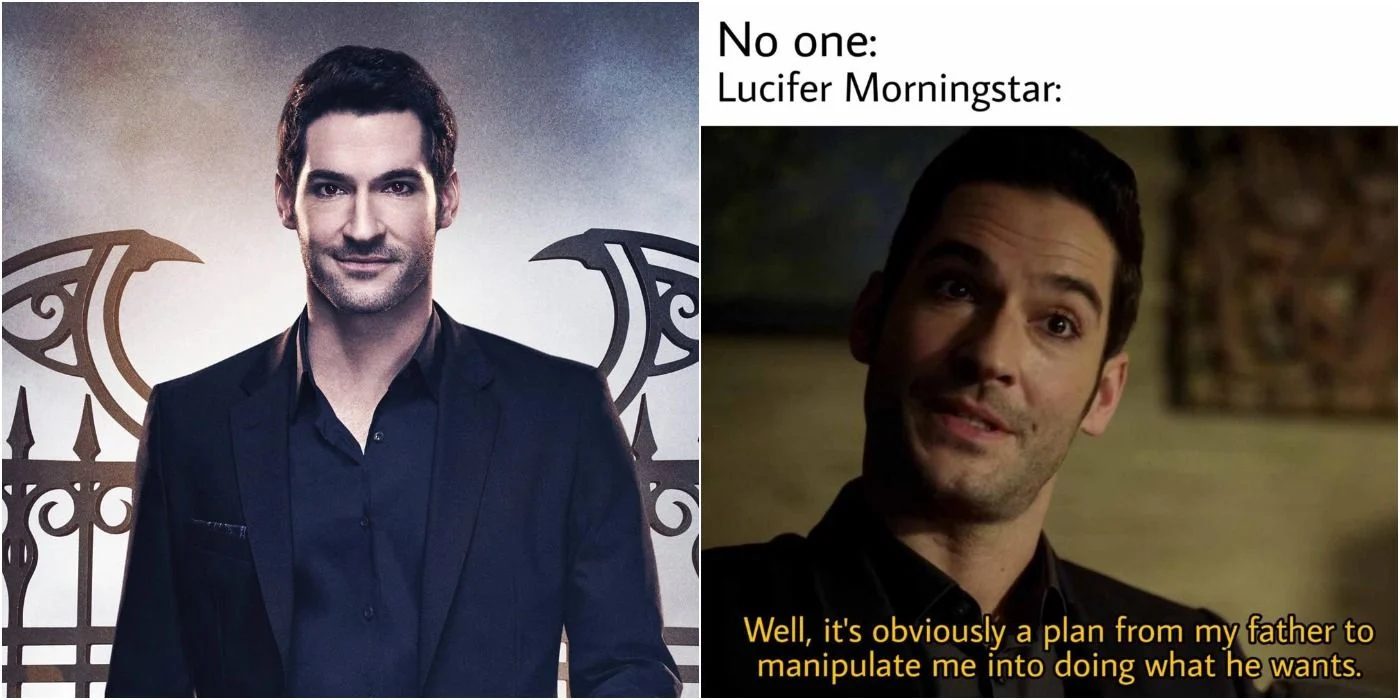 No one:
Lucifer Morningstar:
Well, it's obviously a plan from my father to
manipulate me into doing what he wants.